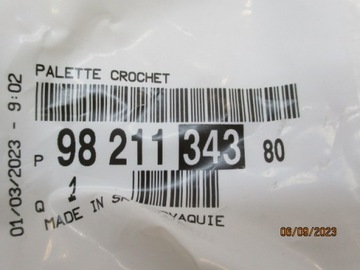 PALETTE CROCHET
P 98 211 343 80
Q 1
MADE IN
01/03/2023 - 9:02
06/09/2023